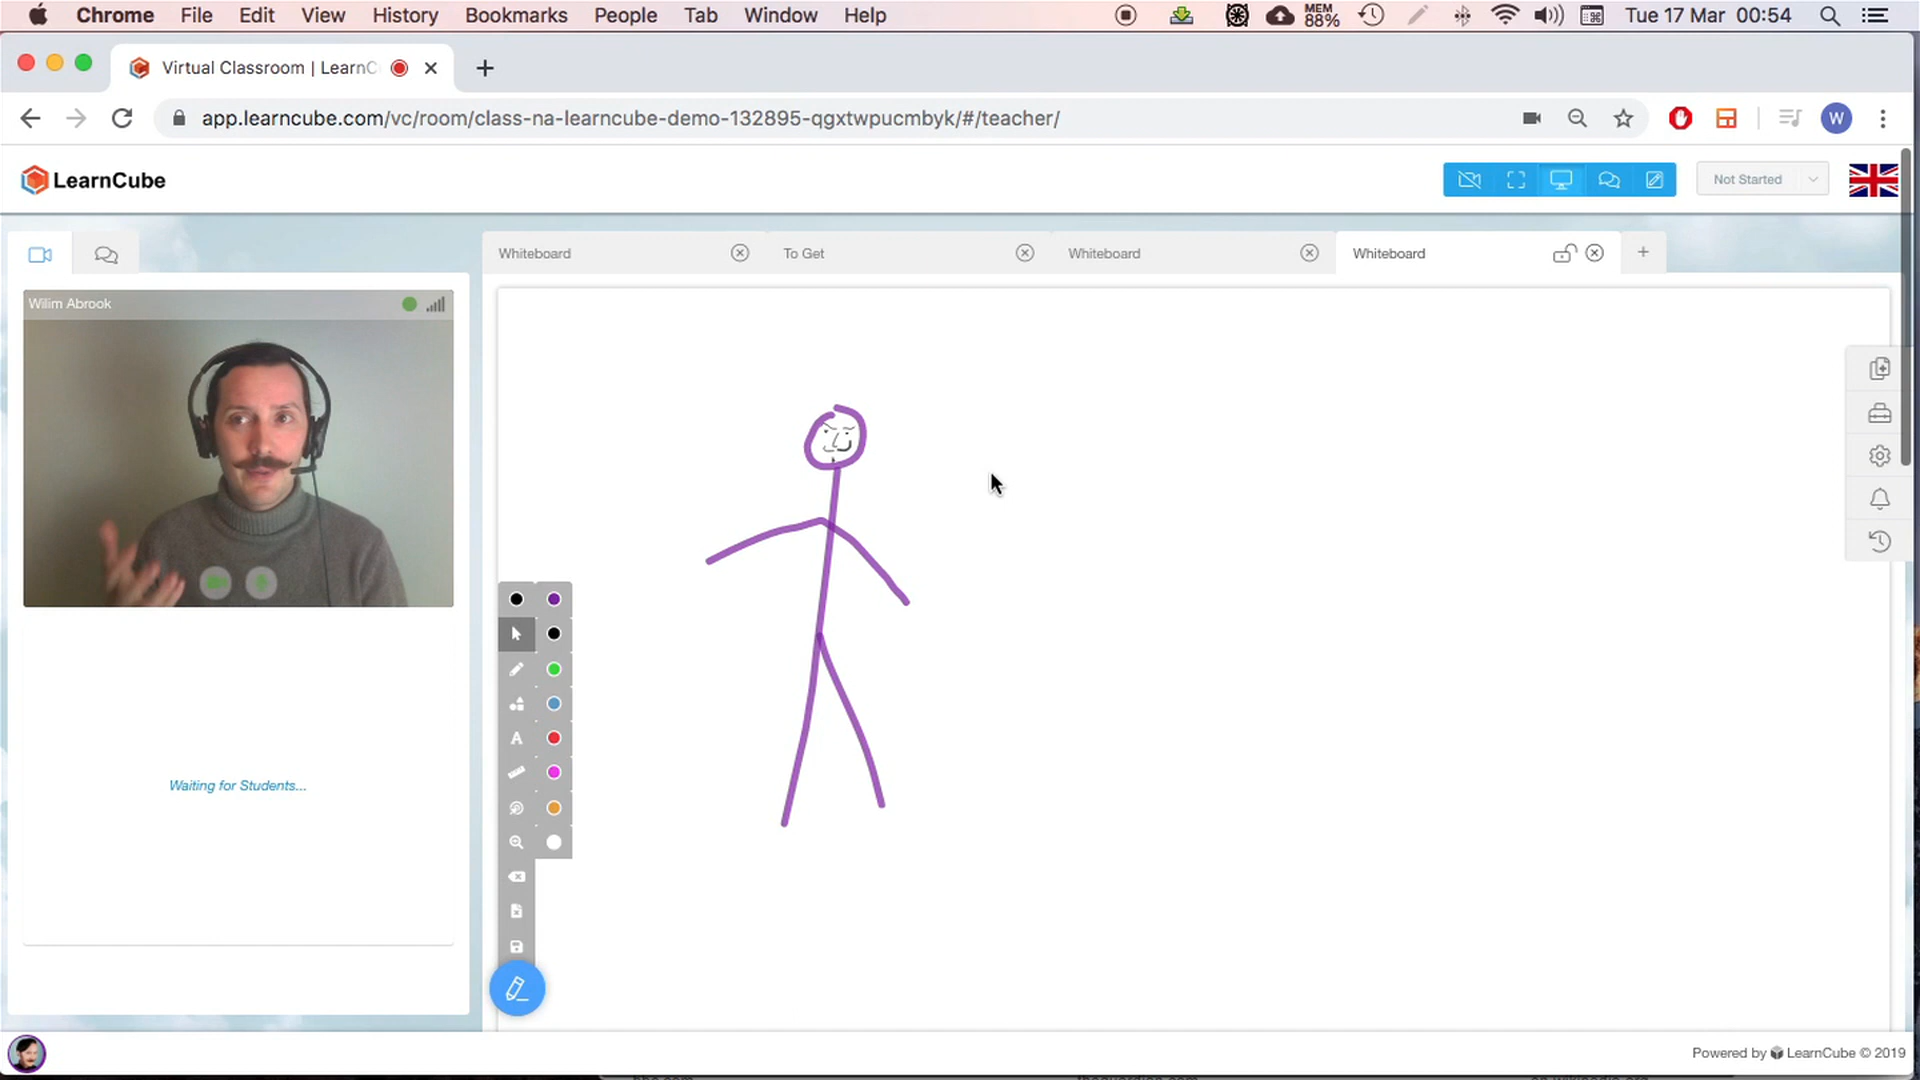 Chrome File Edit View History Bookmarks People Tab Window Help MEM 88% Tue 17 Mar 00:54
Virtual Classroom | LearnC
app.learncube.com/vc/room/class-na-learncube-demo-132895-qgxtwpucmbyk/#/teacher/ W
LearnCube Not Started
Whiteboard To Get Whiteboard Whiteboard
Wilim Abrook
A
Waiting for Students...
Powered by LearnCube © 2019